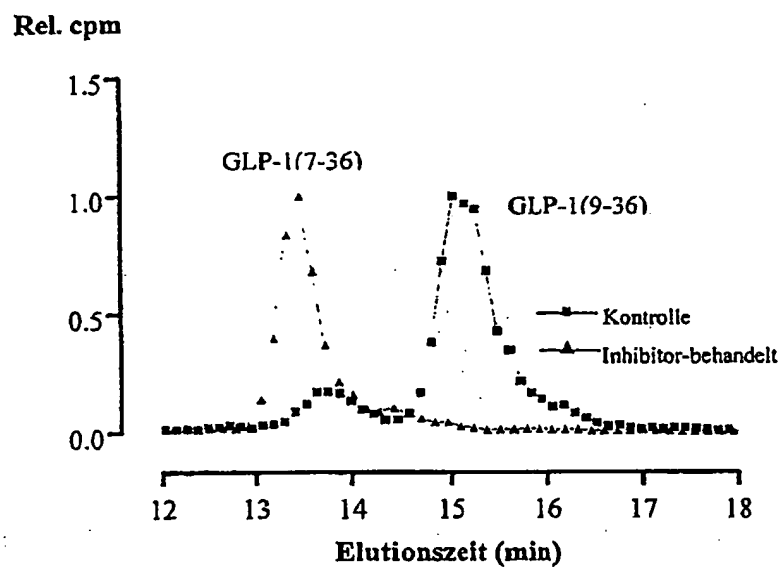 Rel. cpm
1.5
GLP-1(7-36)
1.0
GLP-1(9-36)
0.5
Kontrolle
Inhibitor-behandelt
0.0
12 13 14 15 16 17 18
Elutionszeit (min)